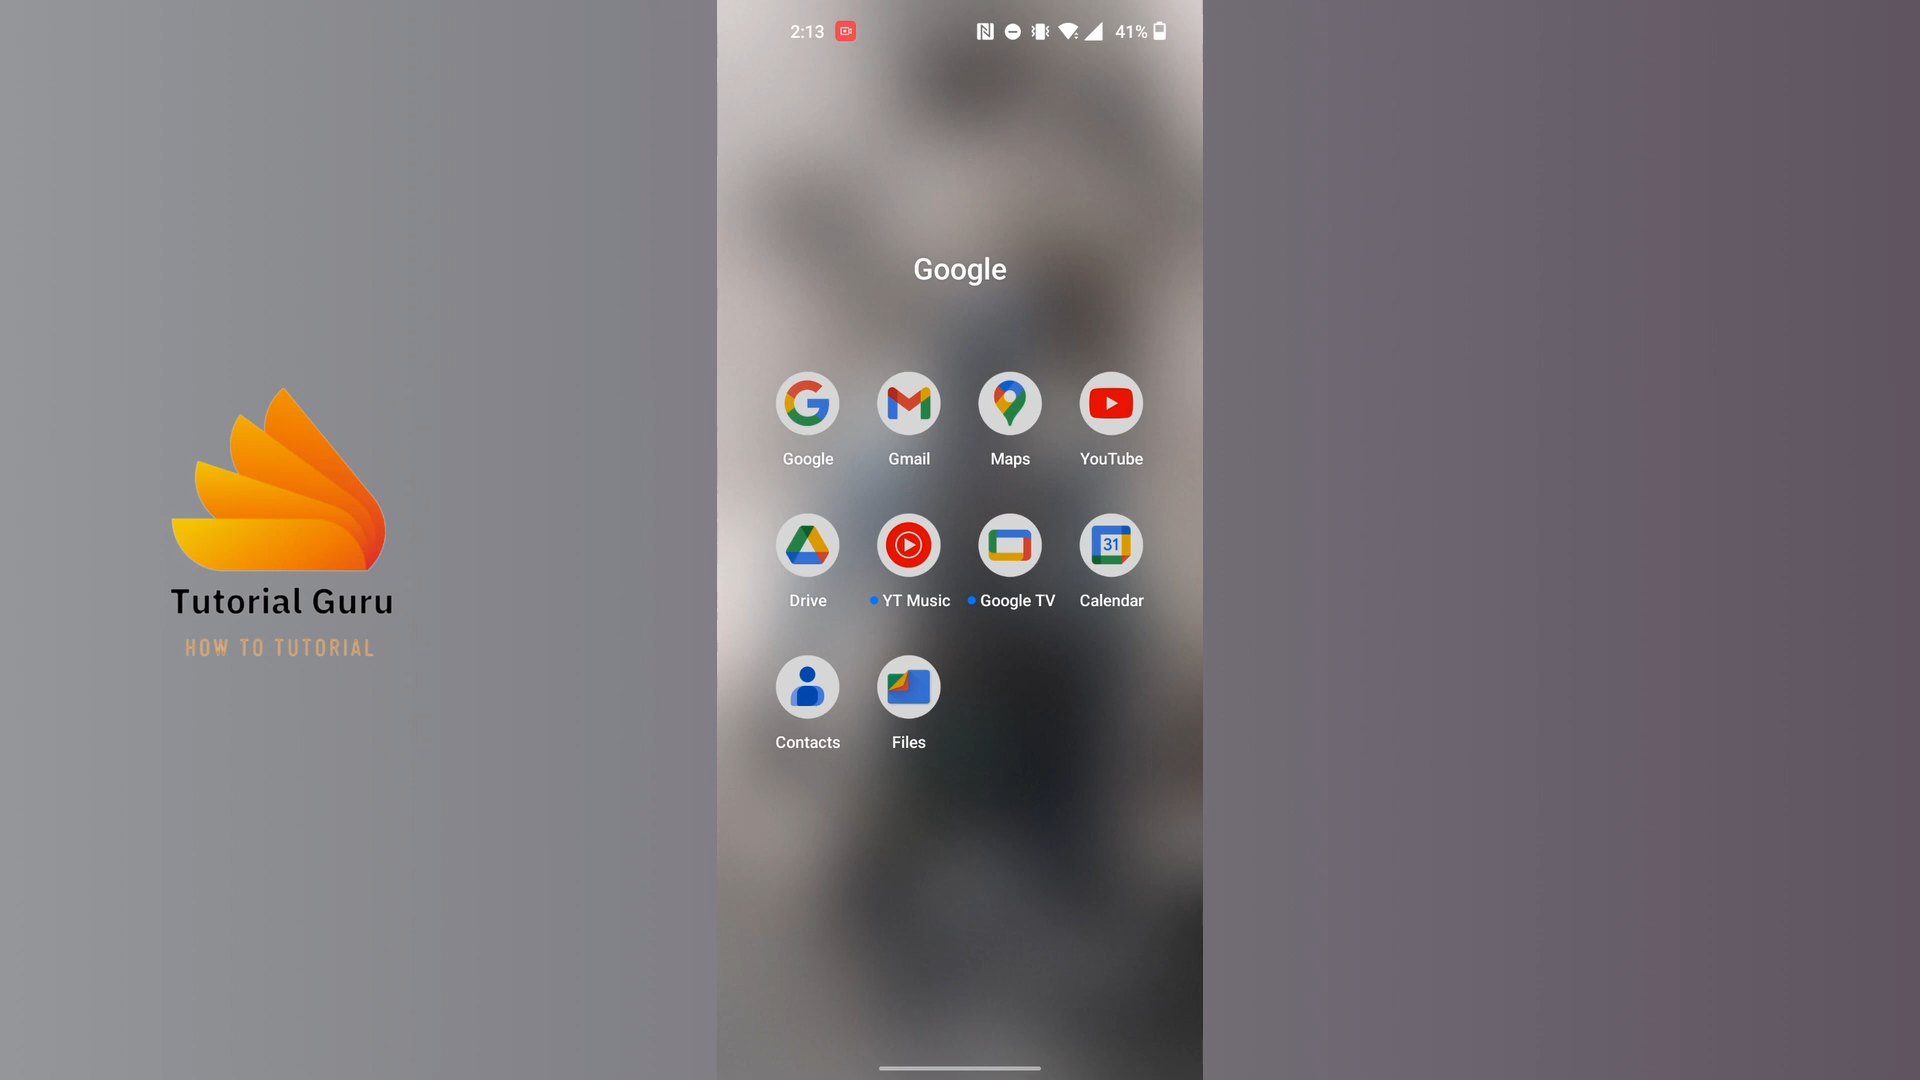 2:13
41%
Google
Google Gmail Maps YouTube
31
Drive YT Music Google TV Calendar
Contacts Files
Tutorial Guru
HOW TO TUTORIAL